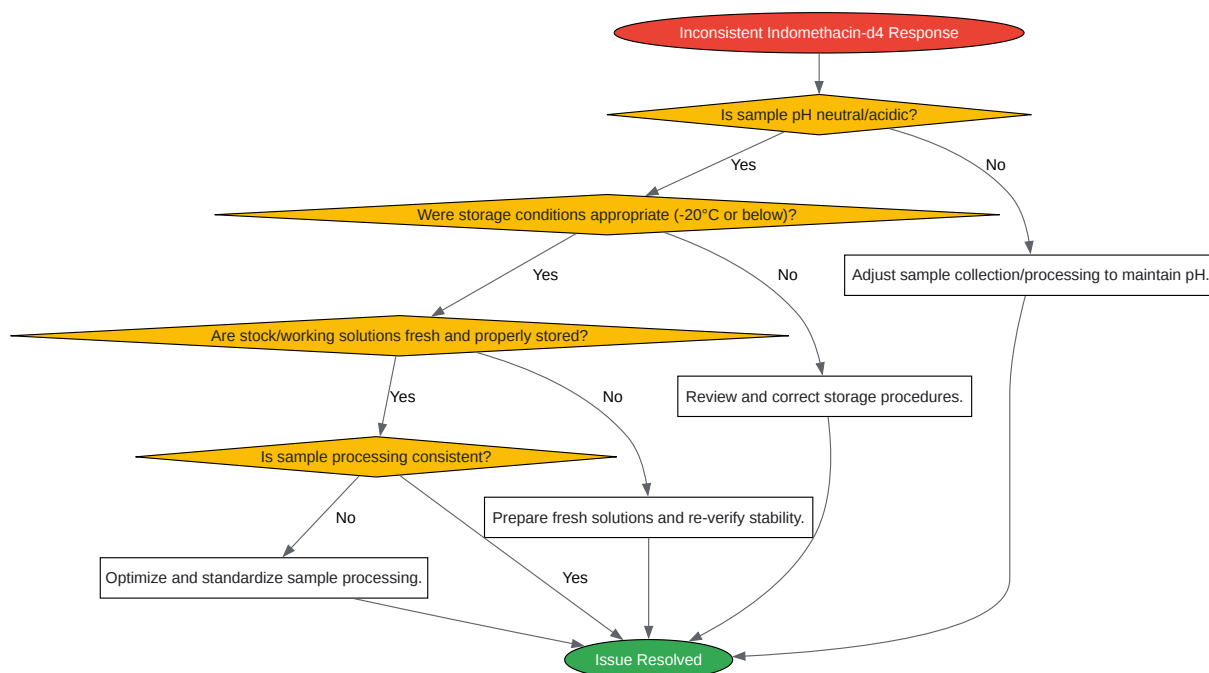 Inconsistent Indomethacin-d4 Response
Is sample pH neutral/acidic?
Yes
No
Were storage conditions appropriate (-20°C or below)?
Yes
No
Adjust sample collection/processing to maintain pH.
Are stock/working solutions fresh and properly stored?
Yes
No
Review and correct storage procedures.
Is sample processing consistent?
No
Yes
Prepare fresh solutions and re-verify stability.
Optimize and standardize sample processing.
Issue Resolved